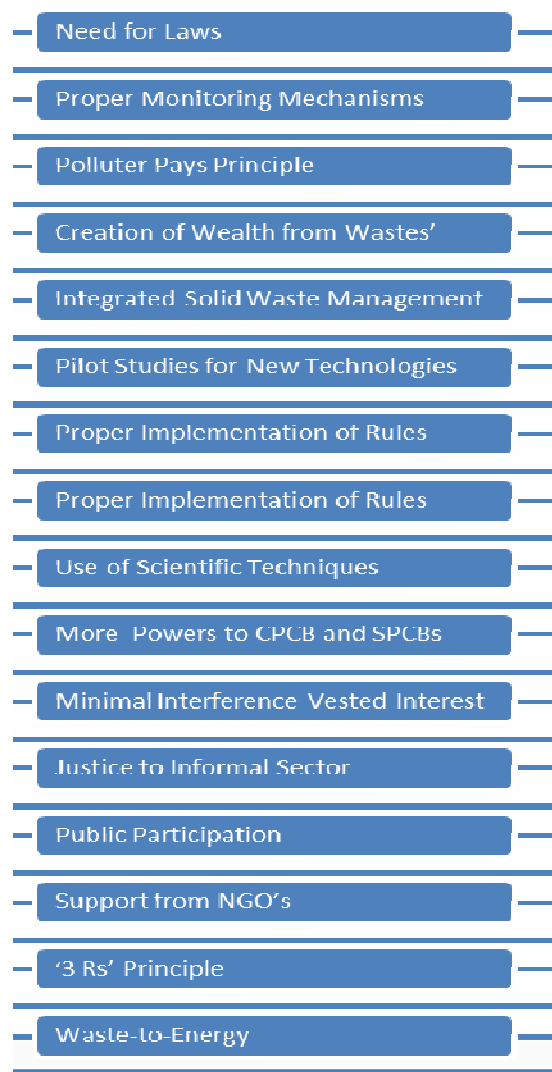 Need for Laws
Proper Monitoring Mechanisms
Polluter Pays Principle
Creation of Wealth from Wastes’
Integrated Solid Waste Management
Pilot Studies for New Technologies
Proper Implementation of Rules
Proper Implementation of Rules
Use of Scientific Techniques
More Powers to CPCB and SPCBs
Minimal Interference Vested Interest
Justice to Informal Sector
Public Participation
Support from NGO’s
‘3 Rs’ Principle
Waste-to-Energy